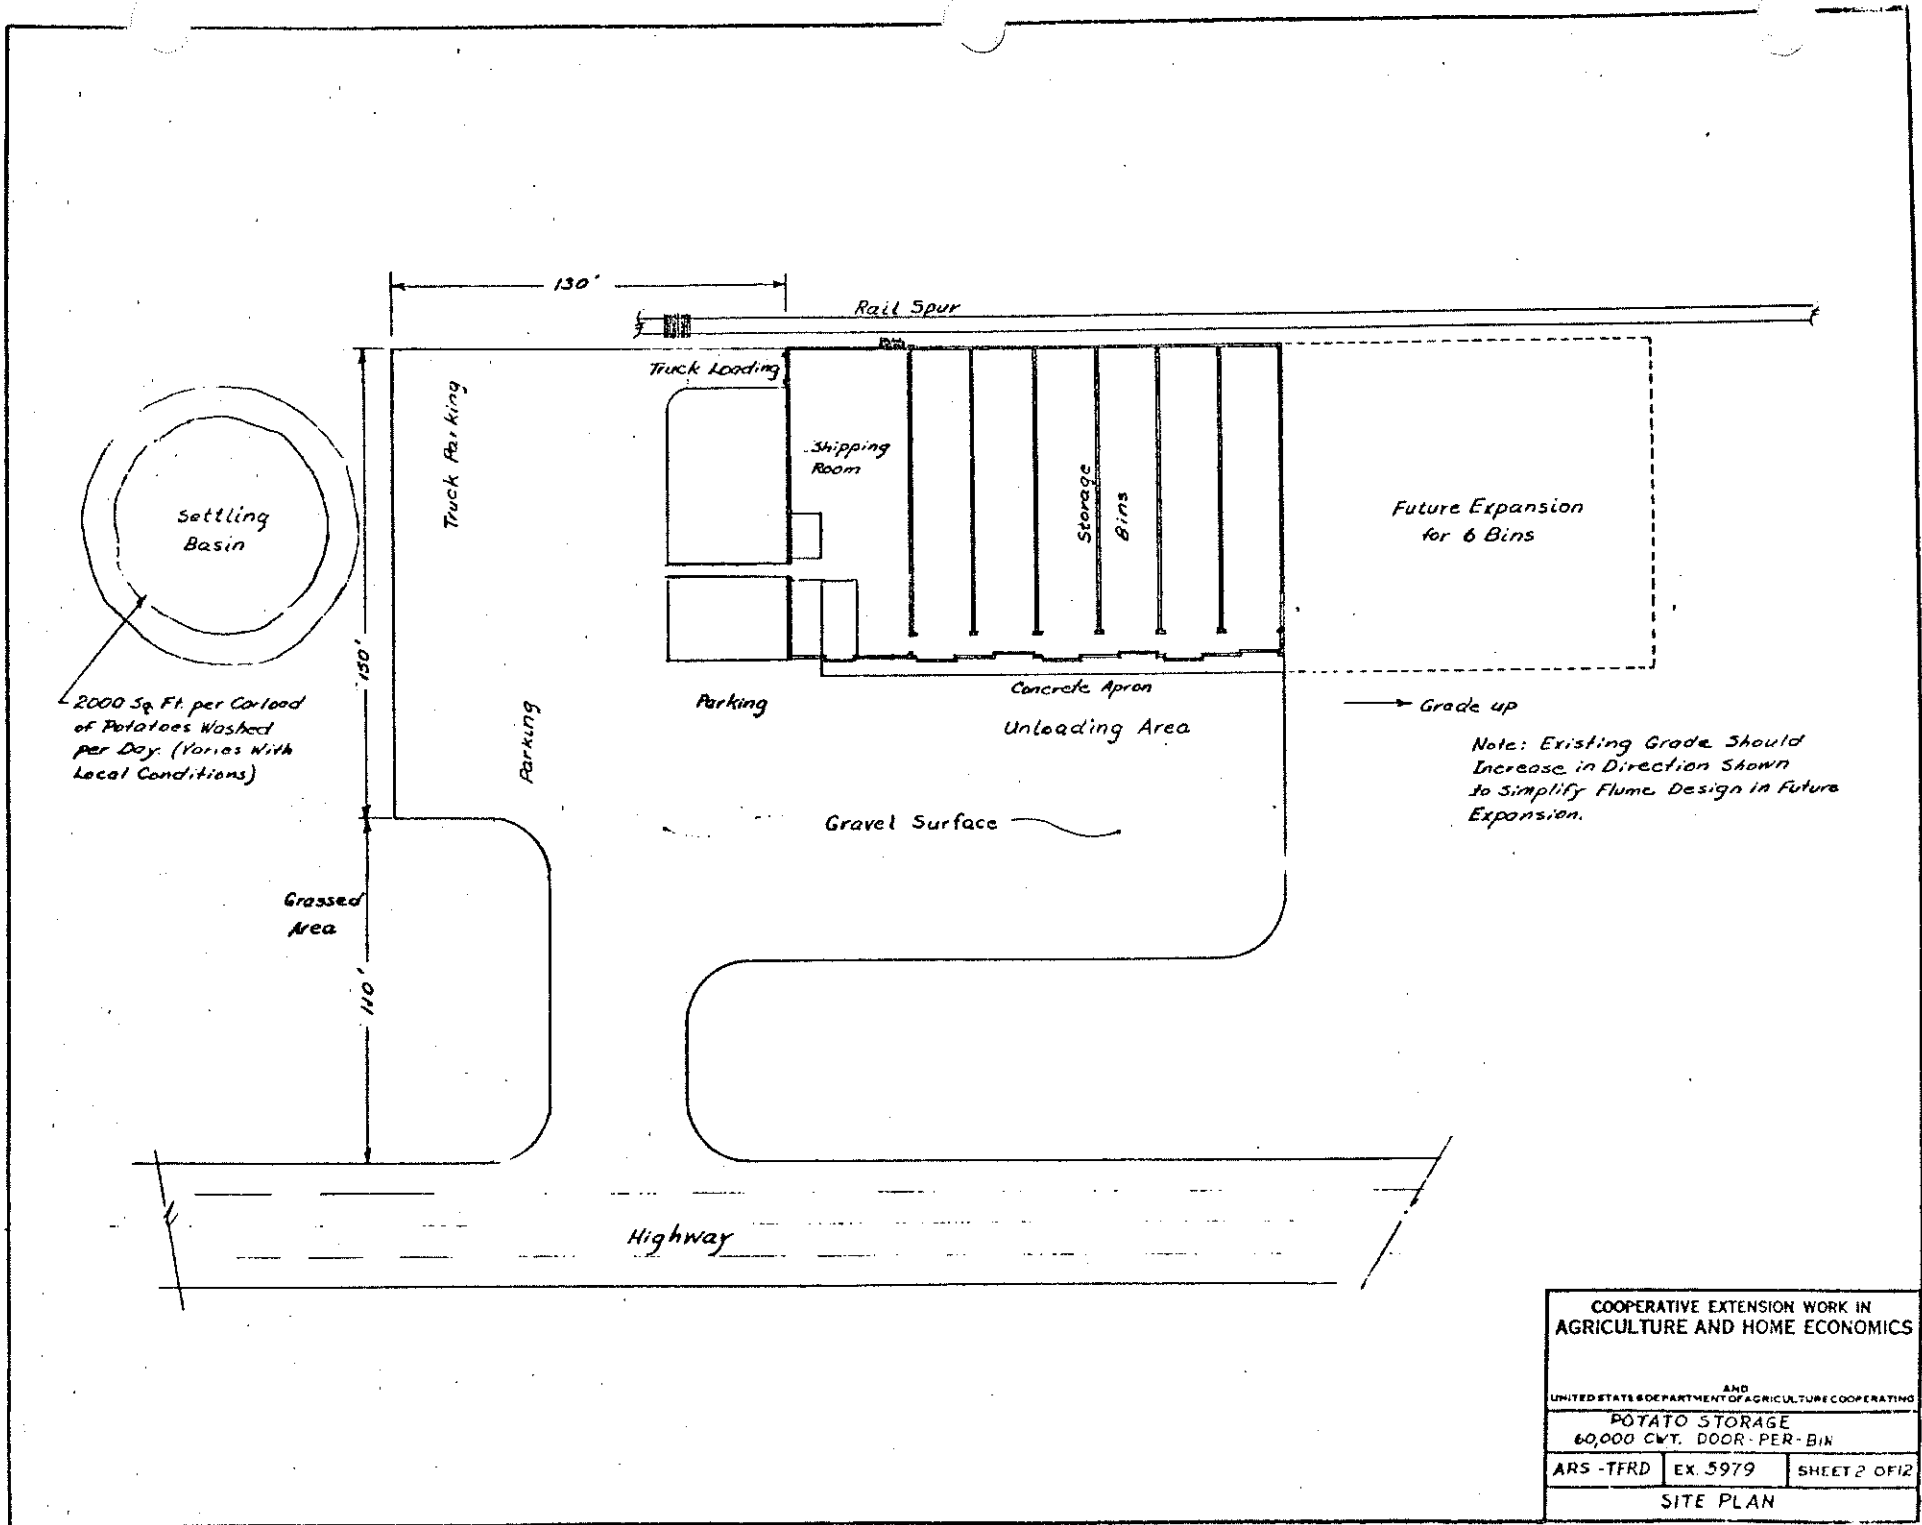 130'
Rail Spur
Truck Loading
Truck Parking
Shipping
Room
Storage
Bins
Future Expansion
for 6 Bins
Settling
Basin
150'
2000 Sq Ft. per Carload
of Potatoes Washed
per Day. (Varies With
Local Conditions)
Parking
Parking
Concrete Apron
Unloading Area
Grade up
Note: Existing Grade Should
Increase in Direction Shown
to Simplify Flume Design in Future
Expansion.
Gravel Surface
Grassed
Area
110'
Highway
COOPERATIVE EXTENSION WORK IN
AGRICULTURE AND HOME ECONOMICS
AND
UNITED STATES DEPARTMENT OF AGRICULTURE COOPERATING
POTATO STORAGE
60,000 CWT. DOOR-PER-BIN
ARS -TFRD
EX. 5979
SHEET 2 OF 12
SITE PLAN